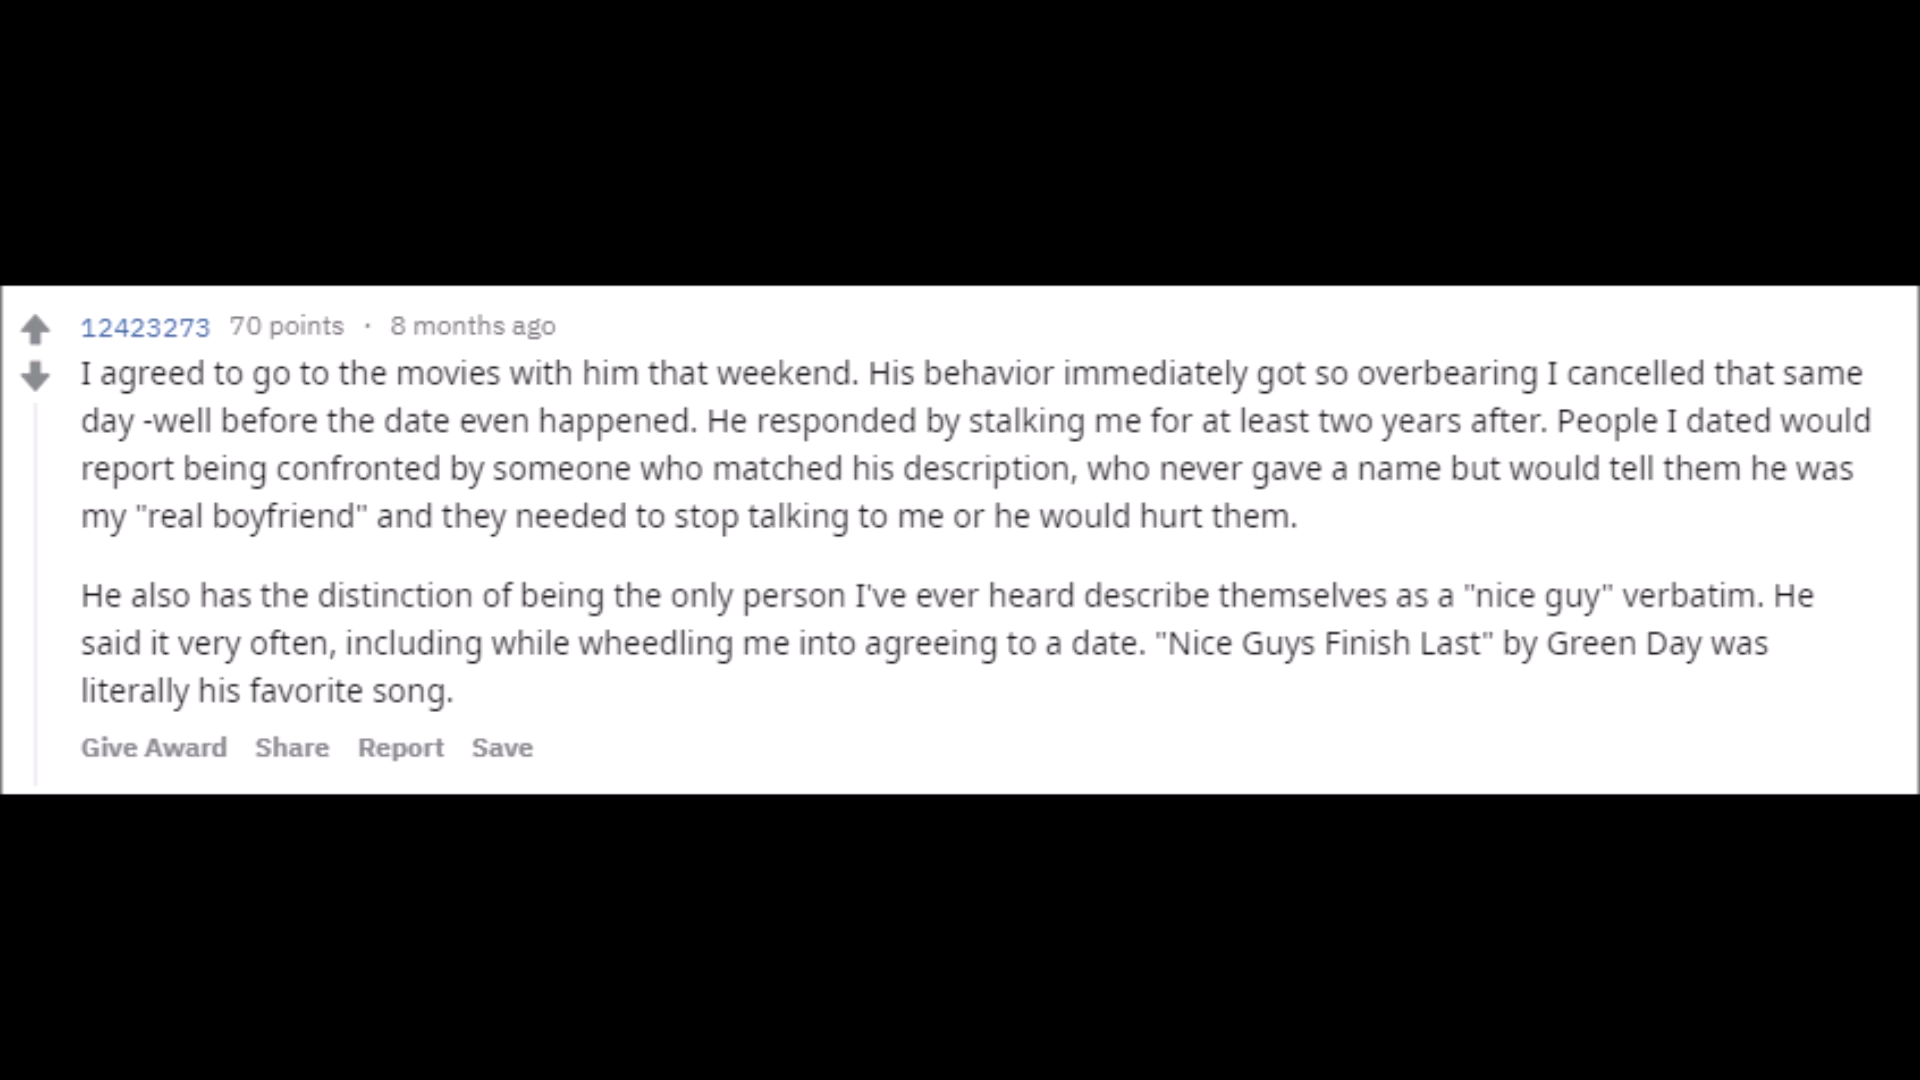 12423273 70 points · 8 months ago
I agreed to go to the movies with him that weekend. His behavior immediately got so overbearing I cancelled that same
day -well before the date even happened. He responded by stalking me for at least two years after. People I dated would
report being confronted by someone who matched his description, who never gave a name but would tell them he was
my "real boyfriend" and they needed to stop talking to me or he would hurt them.
He also has the distinction of being the only person I've ever heard describe themselves as a "nice guy" verbatim. He
said it very often, including while wheedling me into agreeing to a date. "Nice Guys Finish Last" by Green Day was
literally his favorite song.
Give Award Share Report Save